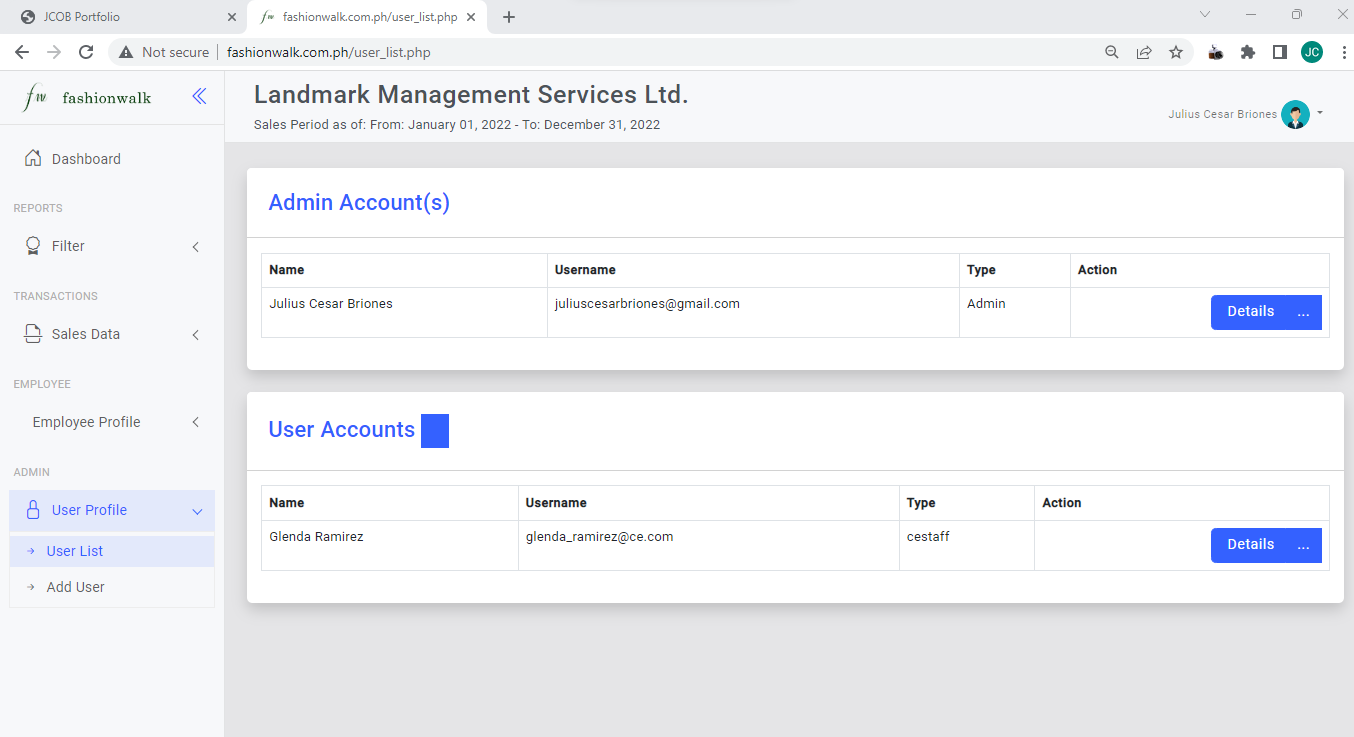 JCOB Portfolio
fashionwalk.com.ph/user_list.php
Not secure fashionwalk.com.ph/user_list.php
JC
fw fashionwalk
Landmark Management Services Ltd.
Sales Period as of: From: January 01, 2022 - To: December 31, 2022
Julius Cesar Briones
Dashboard
REPORTS
Filter
TRANSACTIONS
Sales Data
EMPLOYEE
Employee Profile
ADMIN
User Profile
User List
Add User
Admin Account(s)
Name Username Type Action
Julius Cesar Briones juliuscesarbriones@gmail.com Admin Details ...
User Accounts
Name Username Type Action
Glenda Ramirez glenda_ramirez@ce.com cestaff Details ...